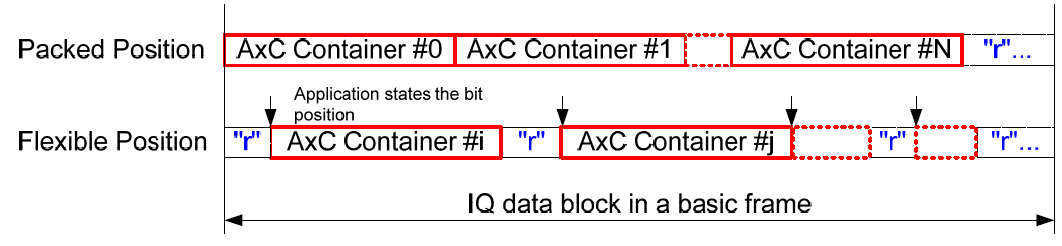 Packed Position AxC Container #0 AxC Container #1 AxC Container #N "r"...
Application states the bit
position
Flexible Position "r" AxC Container #i "r" AxC Container #j "r" "r"...
IQ data block in a basic frame